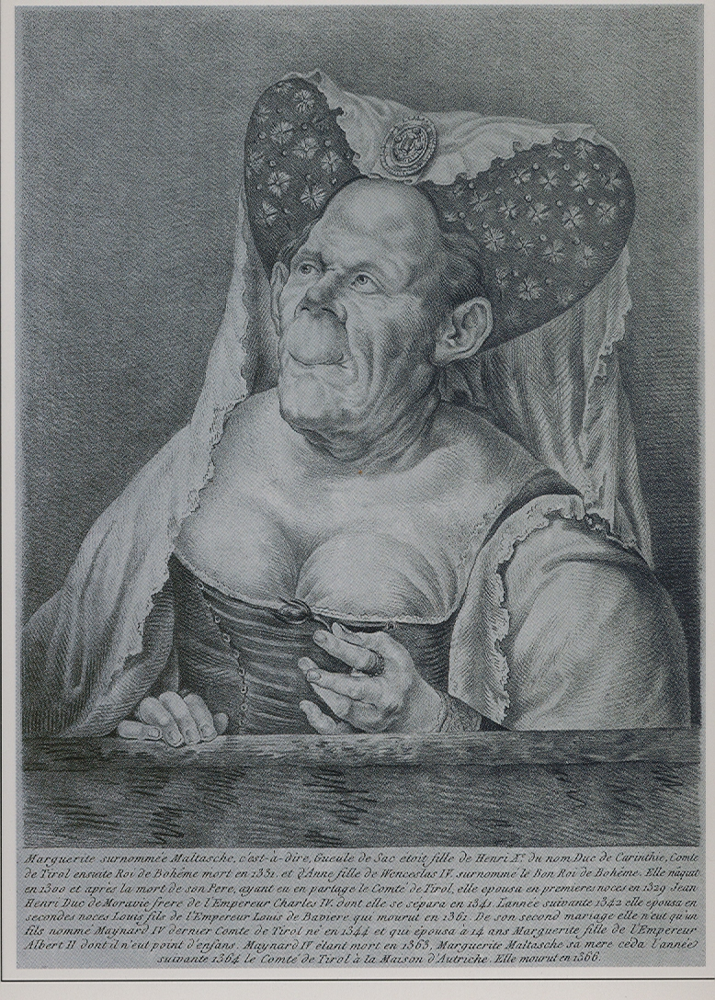 Marguerite surnommée Maltasche, c'est-à-dire, Gueule de Sac étoit fille de Henri X.e du nom Duc de Carinthie, Comte
de Tirol ensuite Roi de Bohême mort en 1331, et d'Anne fille de Wenceslas IV. surnommé le Bon Roi de Bohême. Elle naquit
en 1300 et après la mort de son Pere, ayant eu en partage le Comté de Tirol, elle épousa en premieres noces en 1329 Jean
Henri Duc de Moravie frere de l'Empereur Charles IV. dont elle se sépara en 1341. L'année suivante 1342 elle épousa en
secondes noces Louis fils de l'Empereur Louis de Baviere qui mourut en 1361. De son second mariage elle n'eut qu'un
fils nommé Maynard IV dernier Comte de Tirol né en 1344 et qui épousa à 14 ans Marguerite fille de l'Empereur
Albert II dont il n'eut point d'enfans. Maynard IV étant mort en 1363, Marguerite Maltasche sa mere céda l'année
suivante 1364 le Comté de Tirol à la Maison d'Autriche. Elle mourut en 1366.